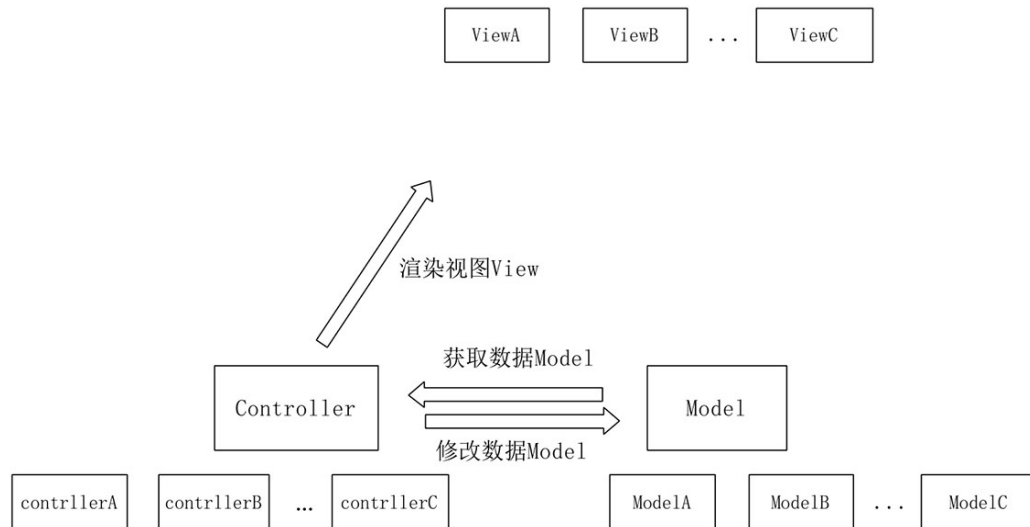 ViewA ViewB ... ViewC
渲染视图View
获取数据Model
Controller Model
修改数据Model
contrllerA contrllerB ... contrllerC ModelA ModelB ... ModelC